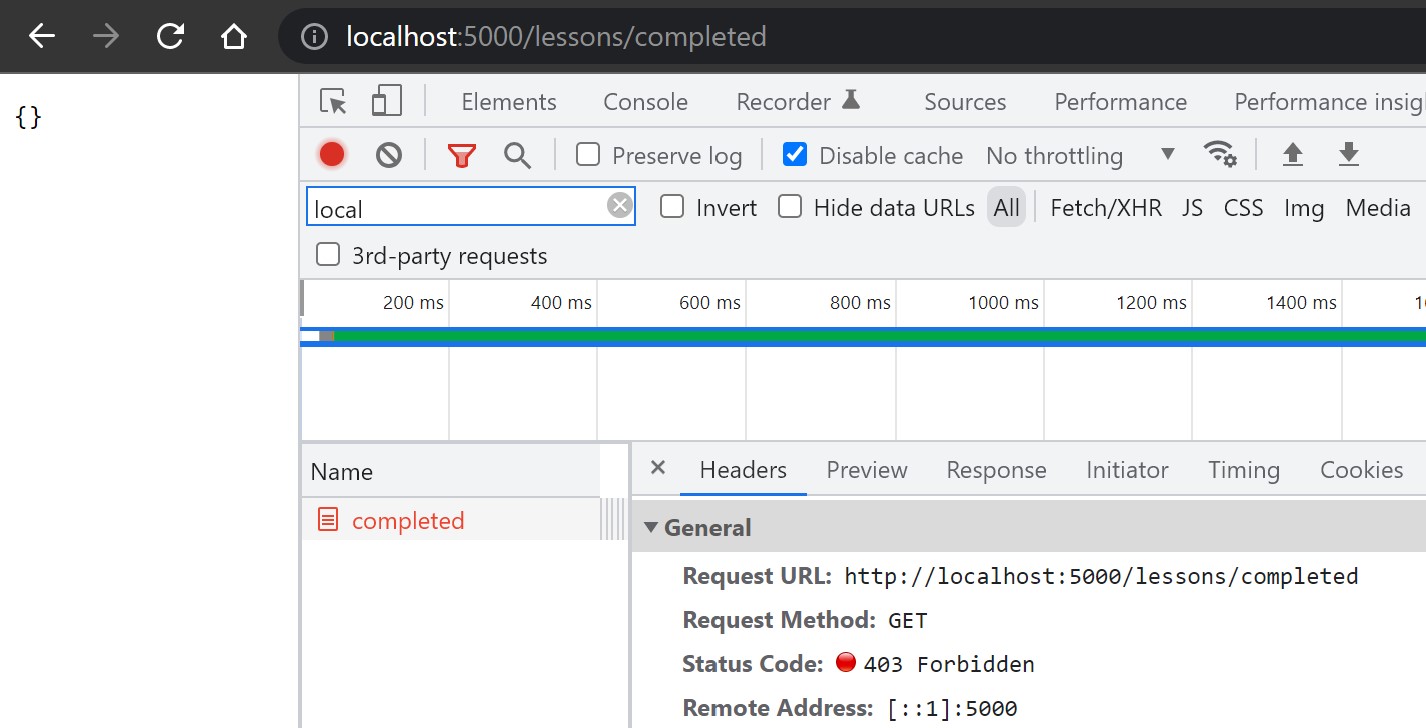 localhost:5000/lessons/completed
{}
Elements Console Recorder Sources Performance Performance insig
Preserve log Disable cache No throttling
local Invert Hide data URLs All Fetch/XHR JS CSS Img Media
3rd-party requests
200 ms 400 ms 600 ms 800 ms 1000 ms 1200 ms 1400 ms 1
Name Headers Preview Response Initiator Timing Cookies
completed General
Request URL: http://localhost:5000/lessons/completed
Request Method: GET
Status Code: 403 Forbidden
Remote Address: [::1]:5000